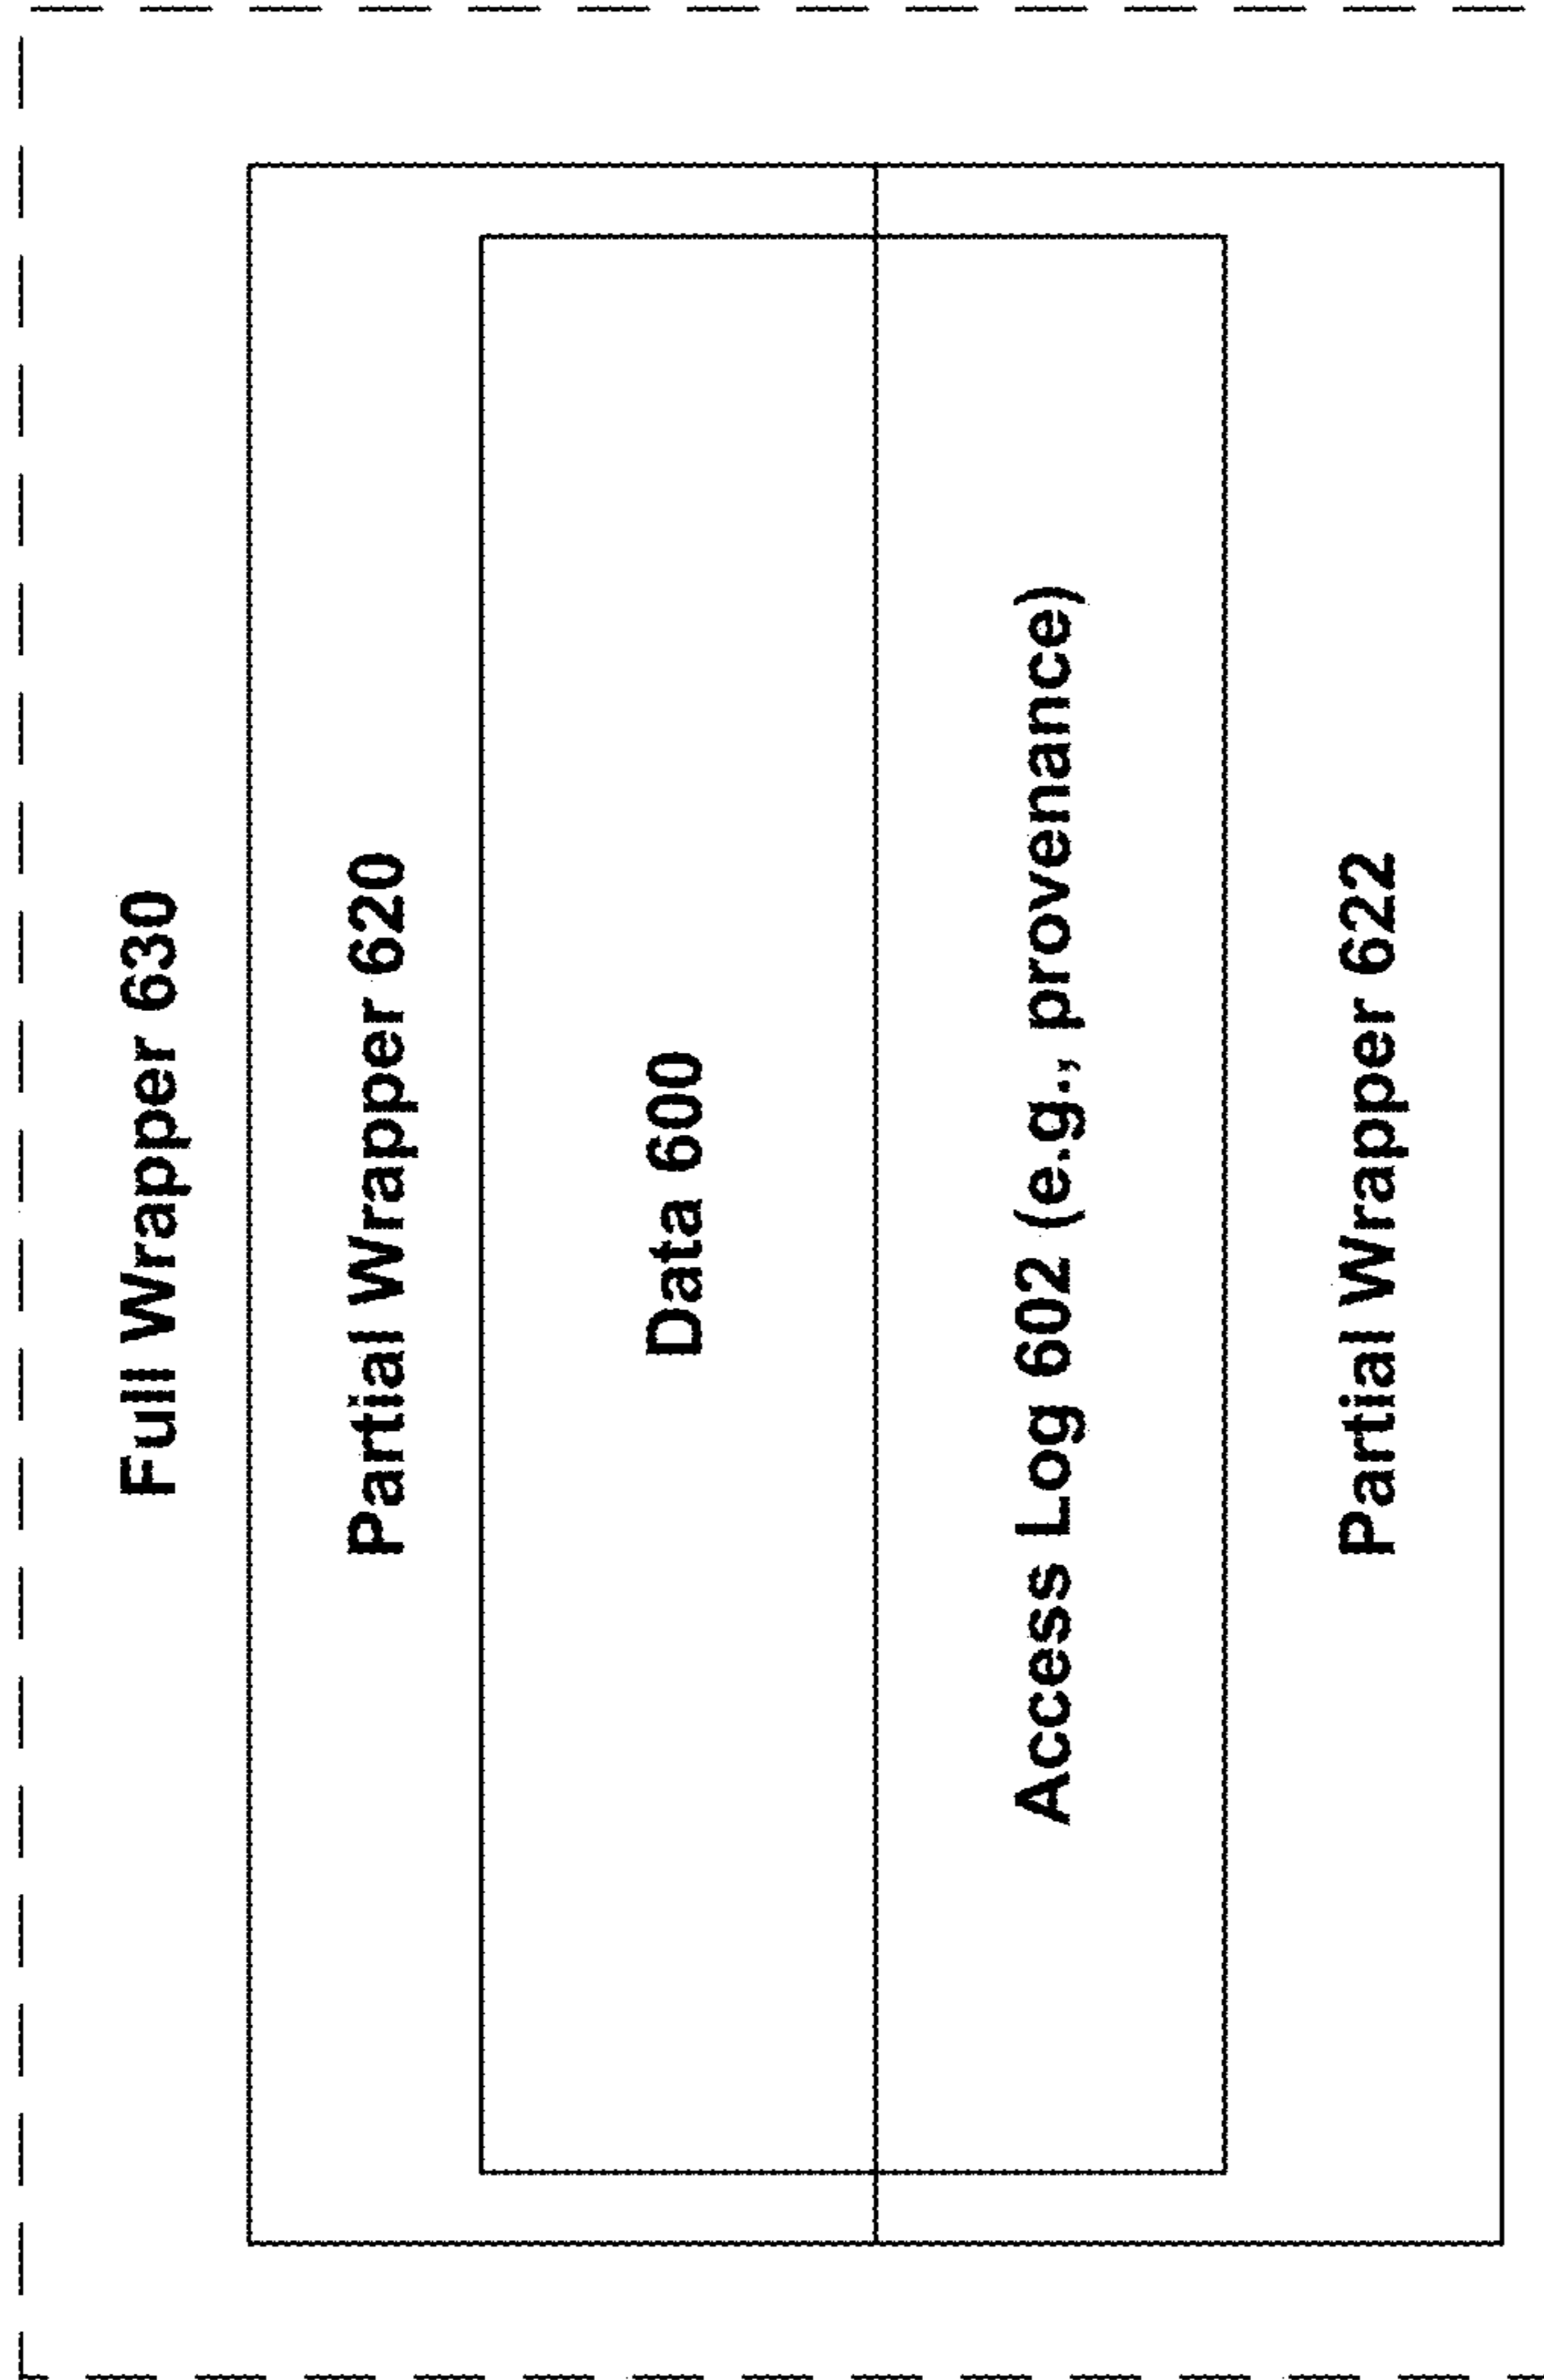 Full Wrapper 630
Partial Wrapper 620
Data 600
Access Log 602 (e.g., provenance)
Partial Wrapper 622